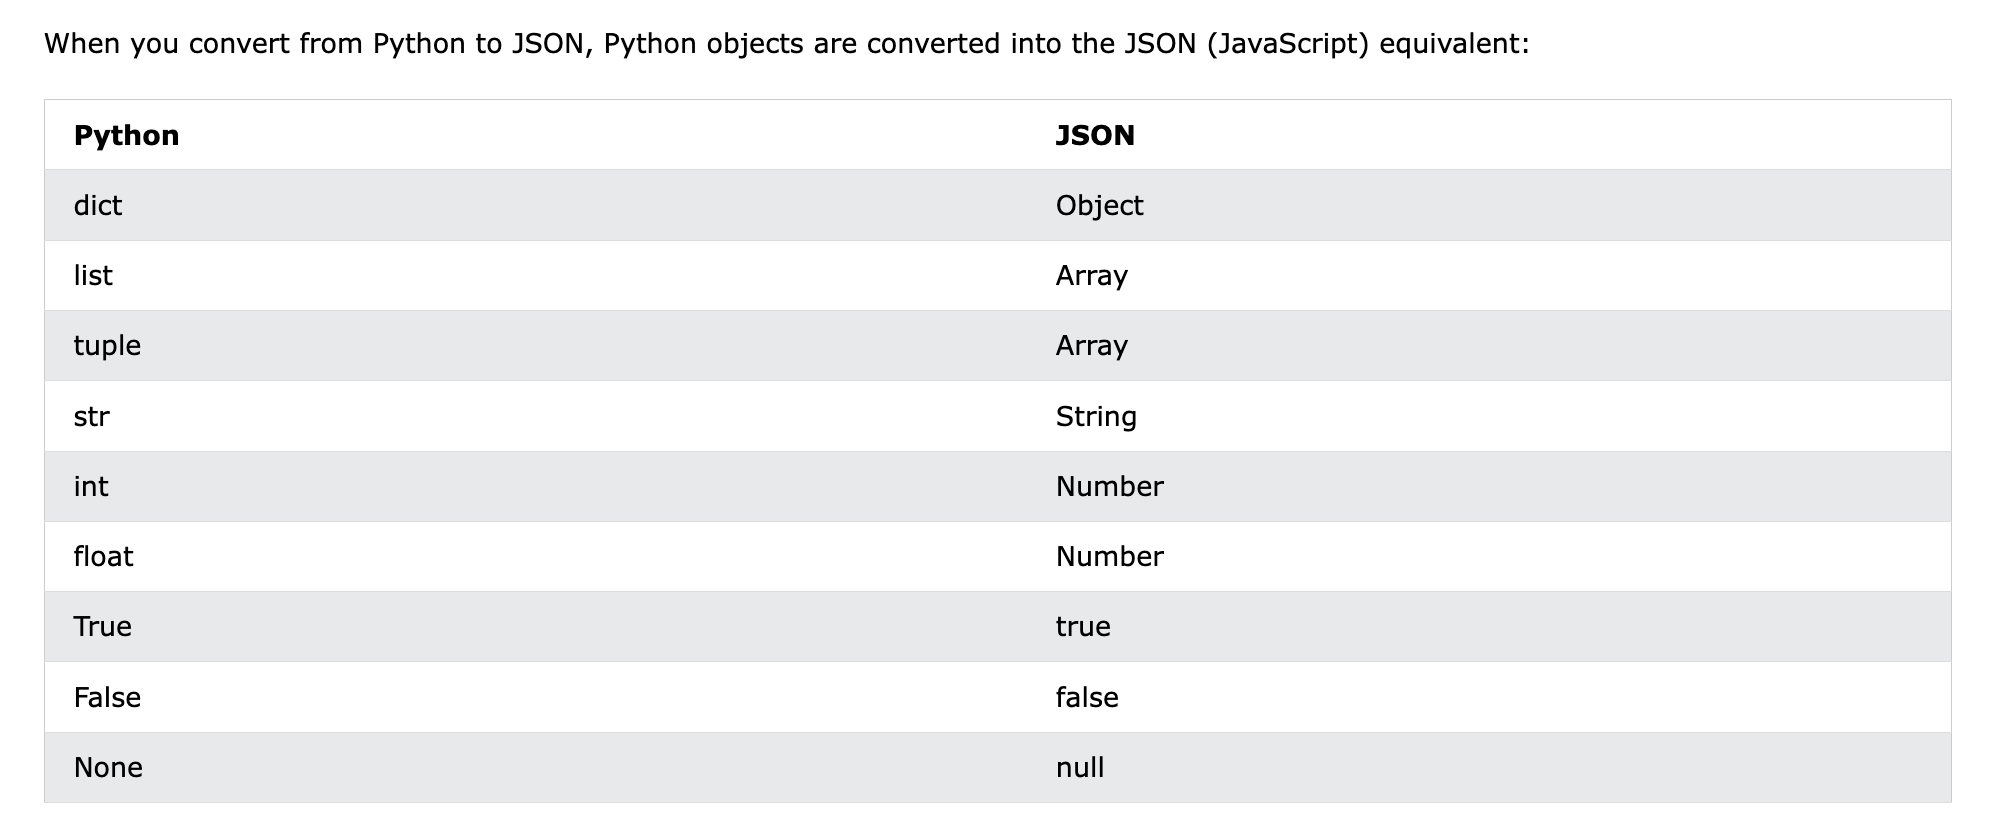 When you convert from Python to JSON, Python objects are converted into the JSON (JavaScript) equivalent:
Python JSON
dict Object
list Array
tuple Array
str String
int Number
float Number
True true
False false
None null